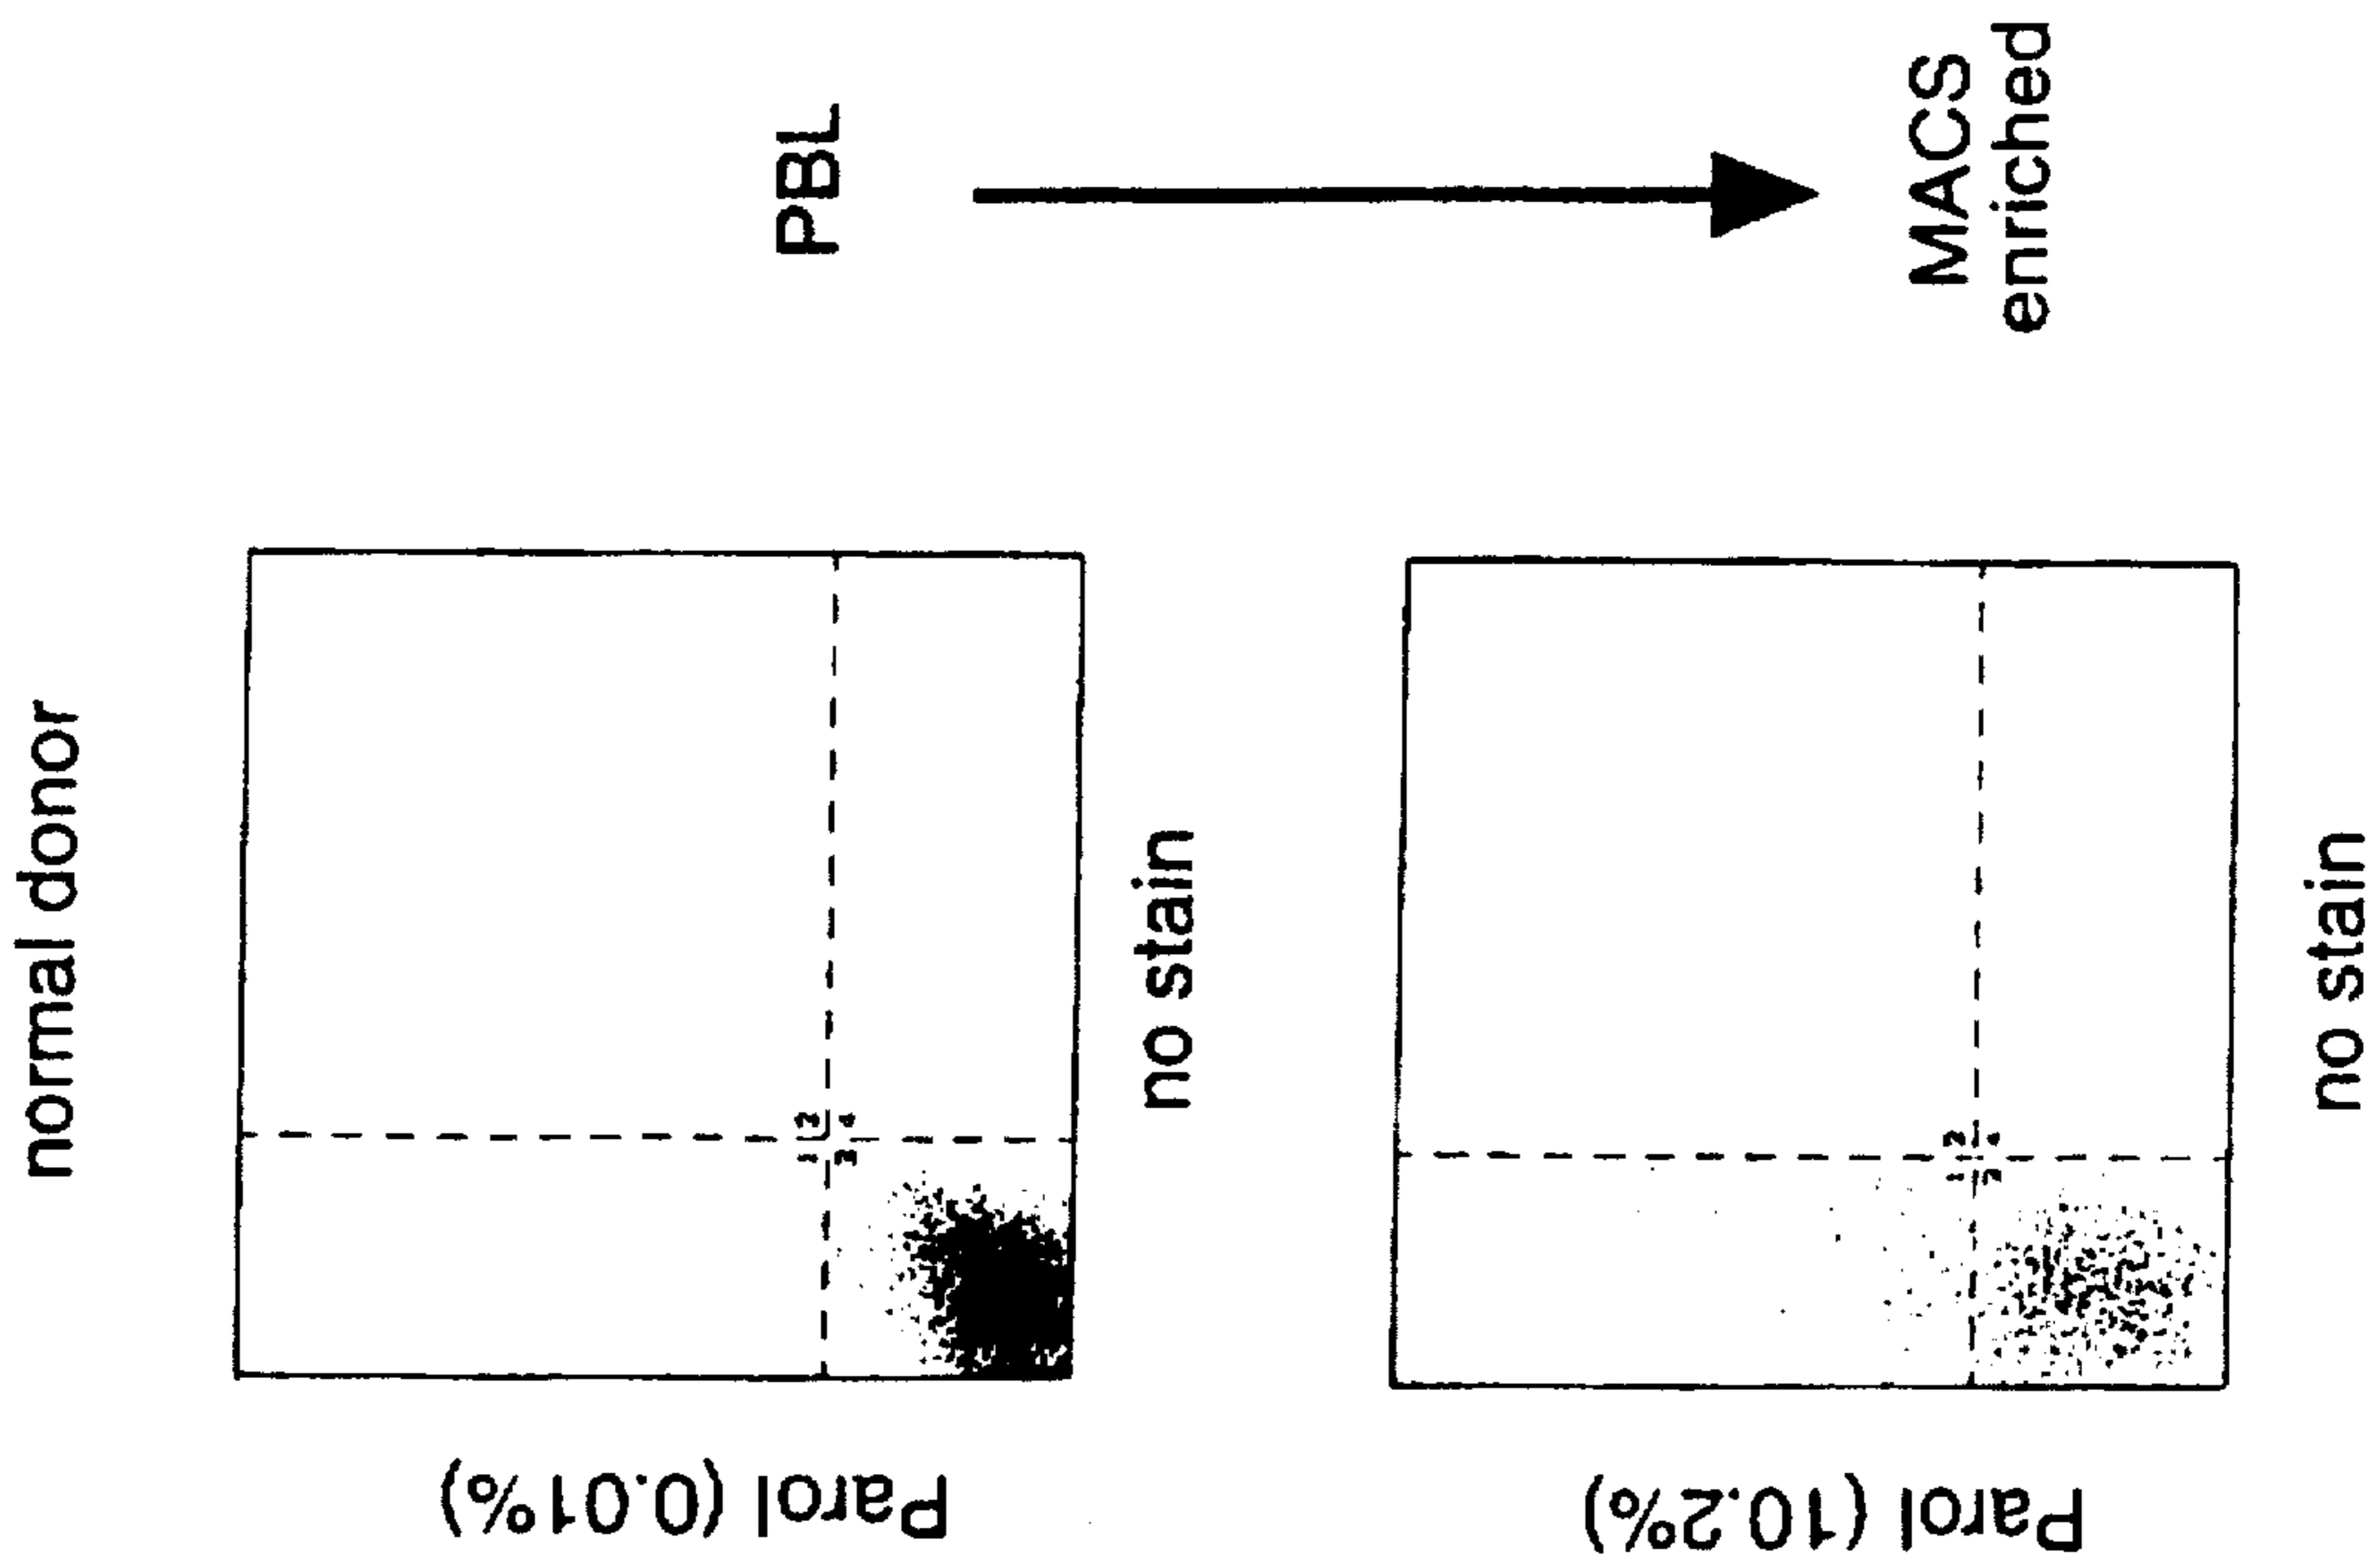 normal donor
Parol (0.01%)
no stain
PBL
Parol (10.2%)
no stain
MACS
enriched